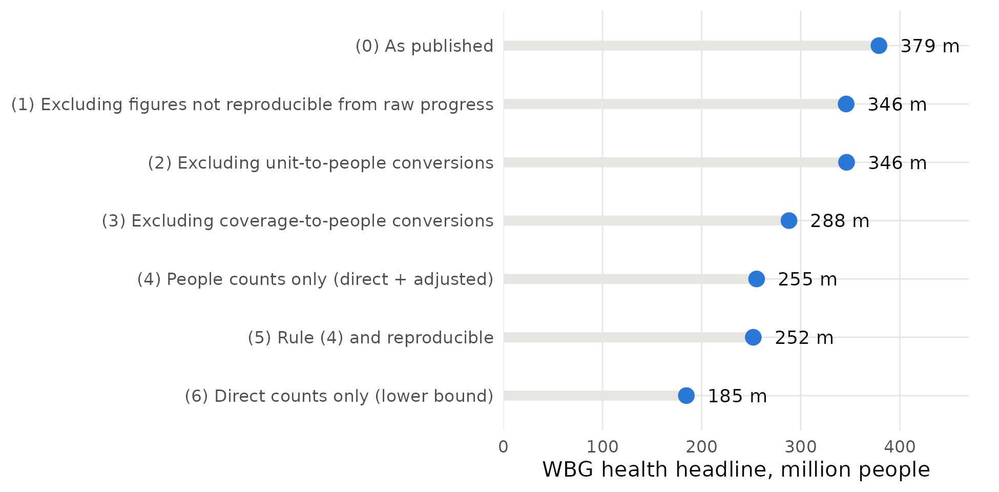 (0) As published 379 m
(1) Excluding figures not reproducible from raw progress 346 m
(2) Excluding unit-to-people conversions 346 m
(3) Excluding coverage-to-people conversions 288 m
(4) People counts only (direct + adjusted) 255 m
(5) Rule (4) and reproducible 252 m
(6) Direct counts only (lower bound) 185 m
0 100 200 300 400
WBG health headline, million people